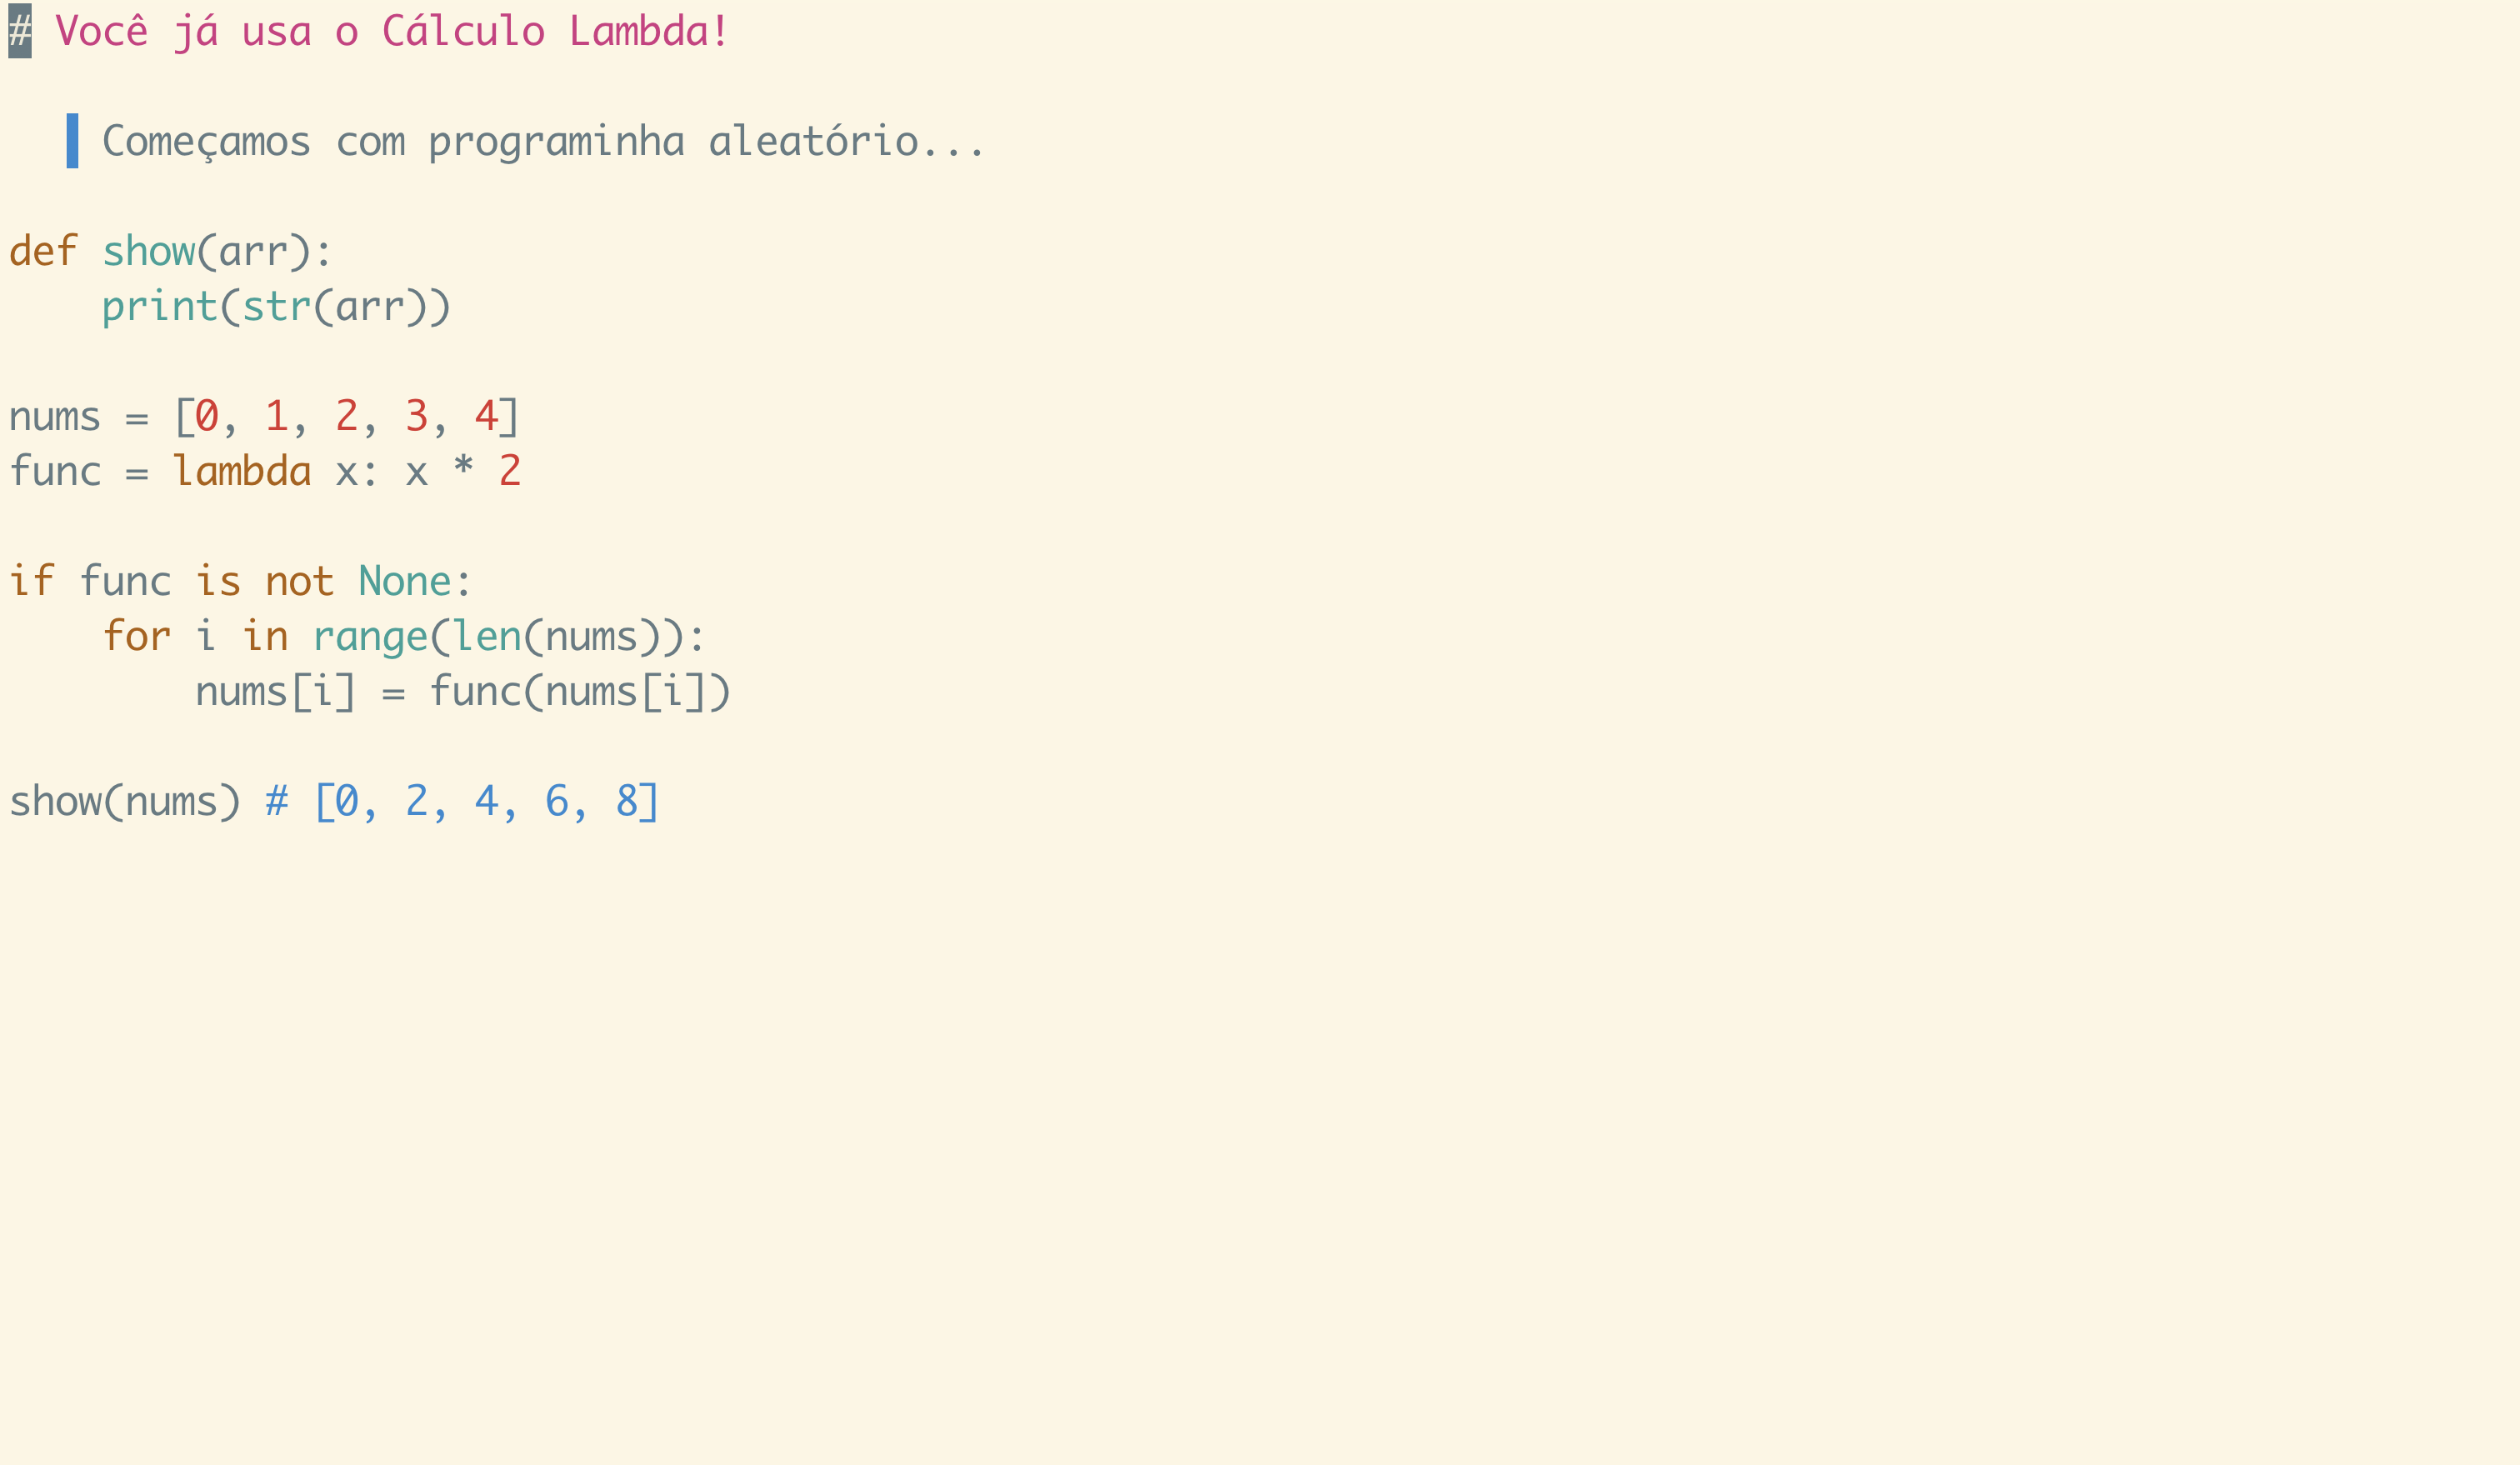 # Você já usa o Cálculo Lambda!
Começamos com programinha aleatório...
def show(arr):
    print(str(arr))
nums = [0, 1, 2, 3, 4]
func = lambda x: x * 2
if func is not None:
    for i in range(len(nums)):
        nums[i] = func(nums[i])
show(nums) # [0, 2, 4, 6, 8]